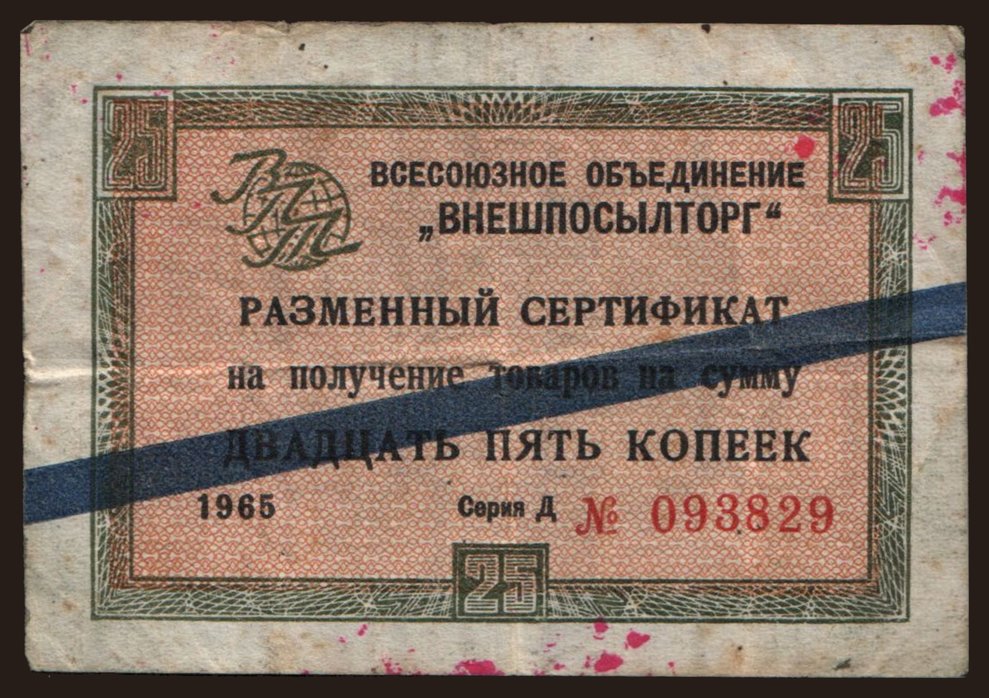 25 25
ВПТ
ВСЕСОЮЗНОЕ ОБЪЕДИНЕНИЕ
„ВНЕШПОСЫЛТОРГ“
РАЗМЕННЫЙ СЕРТИФИКАТ
на получение товаров на сумму
ДВАДЦАТЬ ПЯТЬ КОПЕЕК
1965 Серия Д № 093829
25